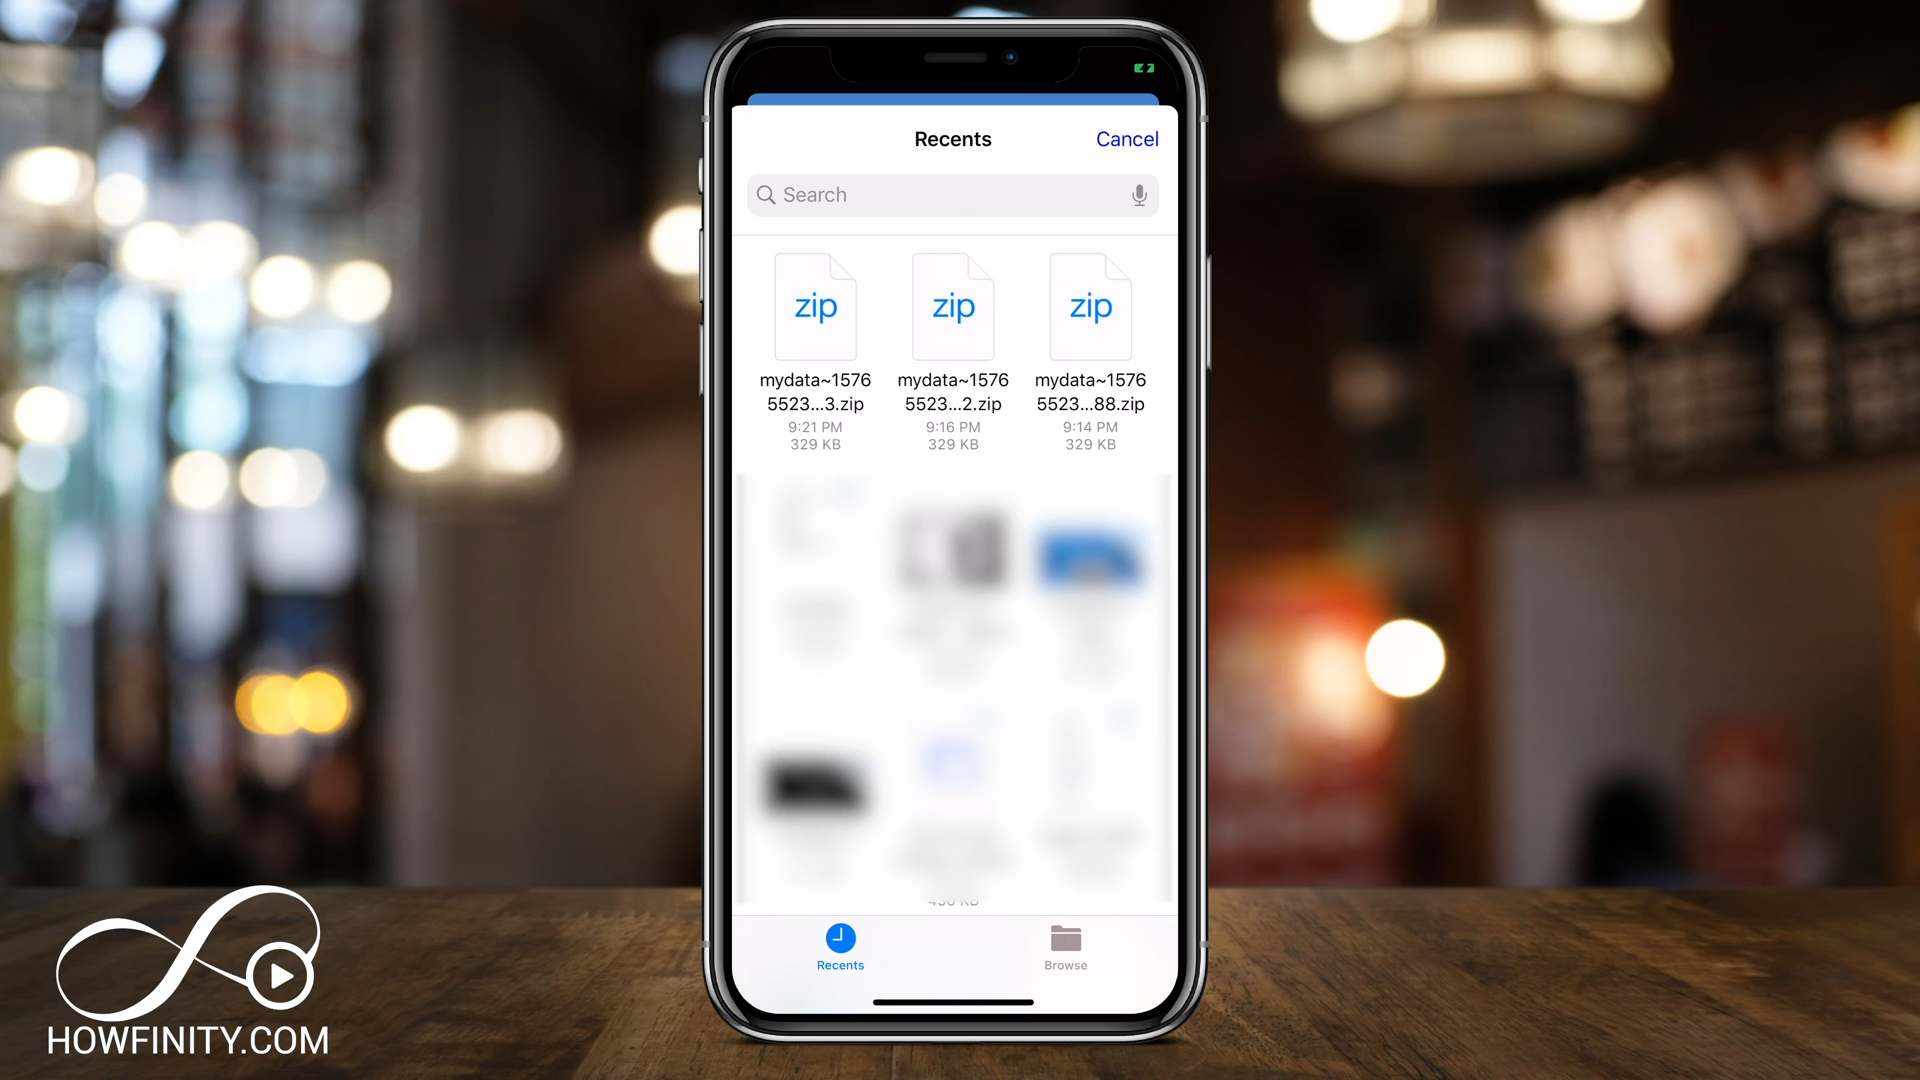 Recents
Cancel
Search
zip
zip
zip
mydata~1576
5523...3.zip
9:21 PM
329 KB
mydata~1576
5523...2.zip
9:16 PM
329 KB
mydata~1576
5523...88.zip
9:14 PM
329 KB
Recents
Browse
HOWFINITY.COM